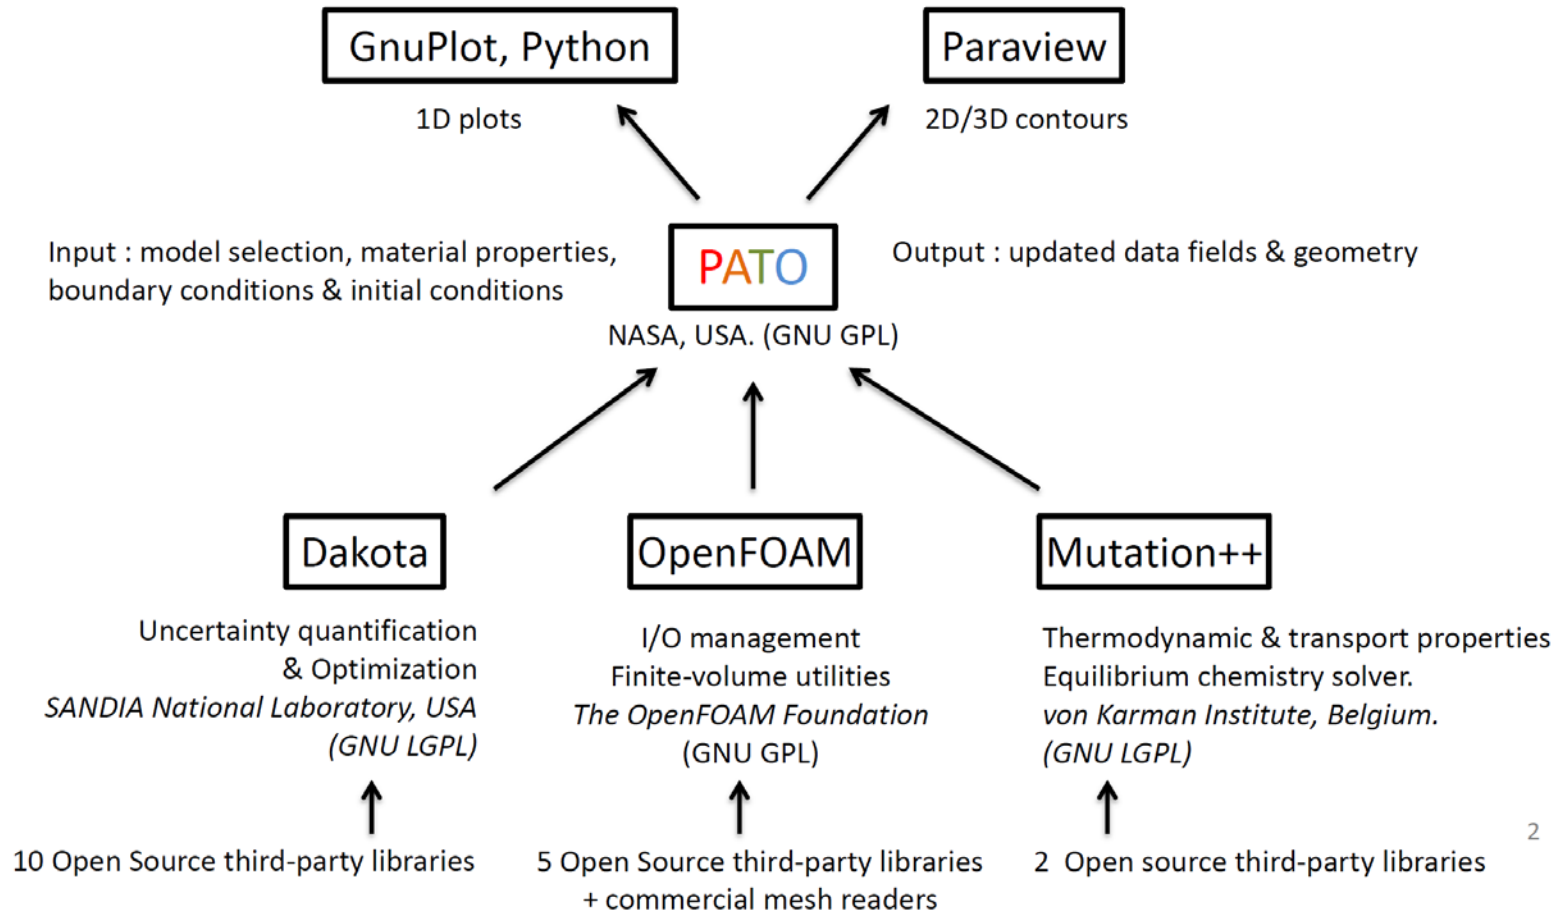 GnuPlot, Python
Paraview
1D plots
2D/3D contours
Input : model selection, material properties,
boundary conditions & initial conditions
PATO
Output : updated data fields & geometry
NASA, USA. (GNU GPL)
Dakota
Uncertainty quantification
& Optimization
SANDIA National Laboratory, USA
(GNU LGPL)
10 Open Source third-party libraries
OpenFOAM
I/O management
Finite-volume utilities
The OpenFOAM Foundation
(GNU GPL)
5 Open Source third-party libraries
+ commercial mesh readers
Mutation++
Thermodynamic & transport properties
Equilibrium chemistry solver.
von Karman Institute, Belgium.
(GNU LGPL)
2 Open source third-party libraries
2